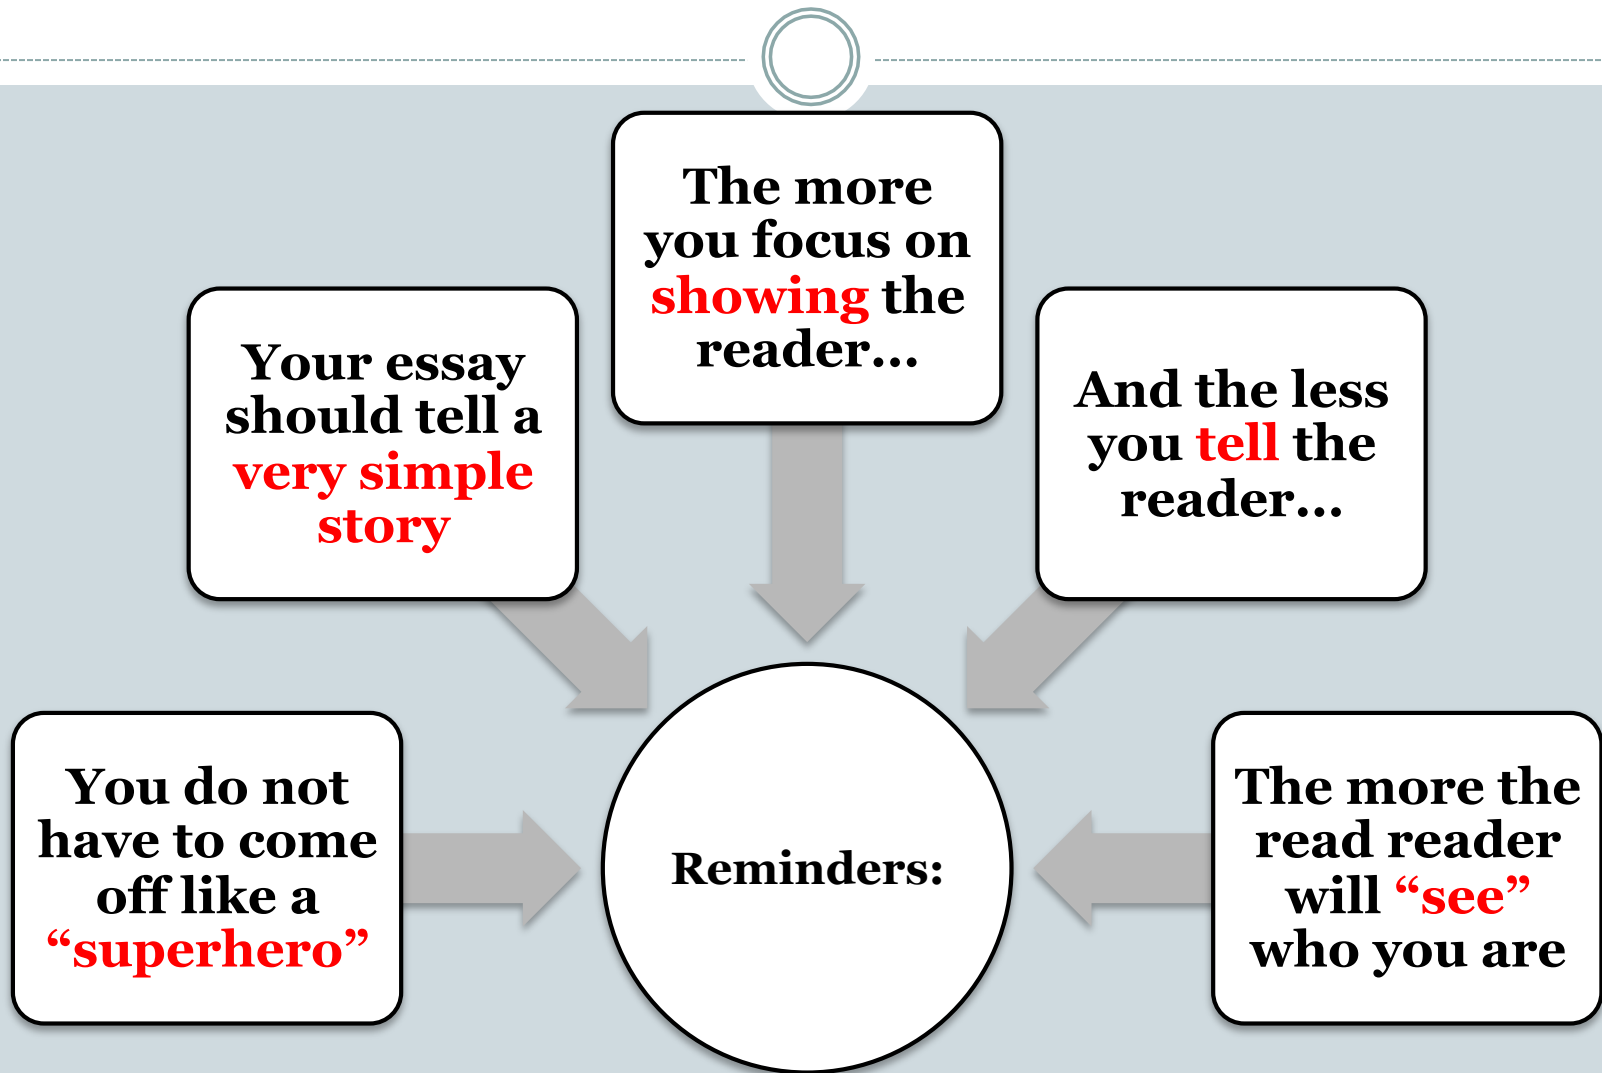 You do not
have to come
off like a
“superhero”
Your essay
should tell a
very simple
story
The more
you focus on
showing the
reader...
And the less
you tell the
reader...
The more the
read reader
will “see”
who you are
Reminders: